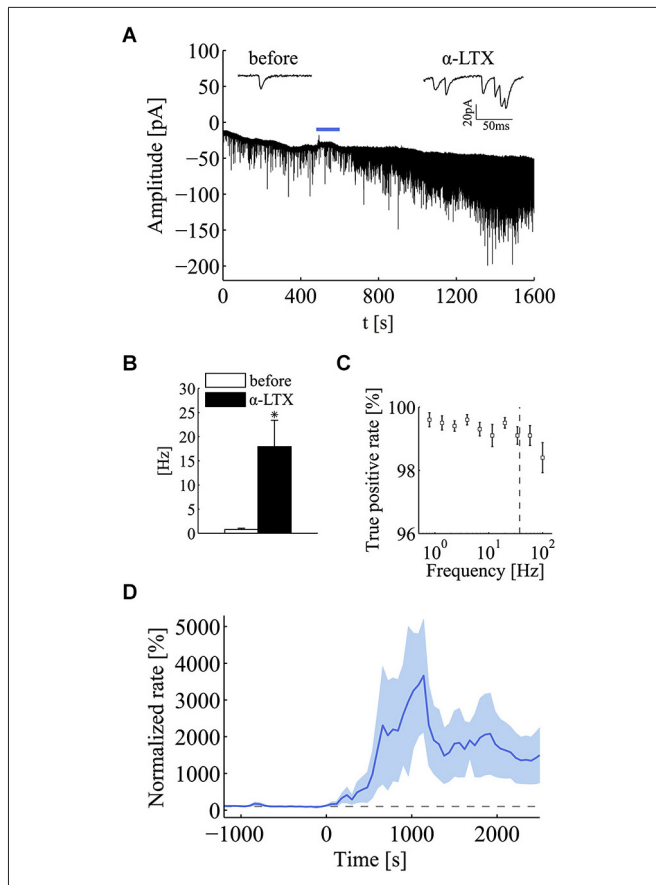 A
before
α-LTX
20pA
50ms
Amplitude [pA]
100
50
0
−50
−100
−150
−200
0 400 800 1200 1600
t [s]
B
before
α-LTX
*
[Hz]
30
25
20
15
10
5
0
C
True positive rate [%]
100
98
96
10^0 10^1 10^2
Frequency [Hz]
D
Normalized rate [%]
5000
4000
3000
2000
1000
0
−1000 0 1000 2000
Time [s]